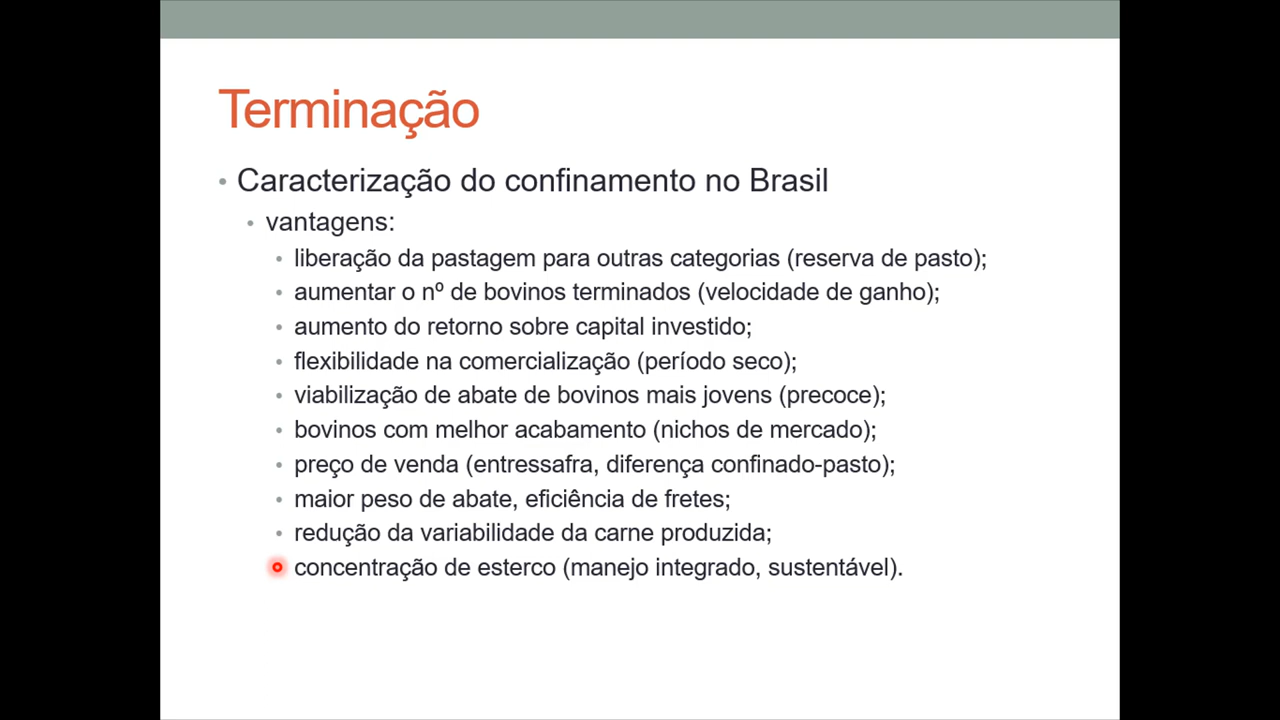 Terminação
• Caracterização do confinamento no Brasil
• vantagens:
• liberação da pastagem para outras categorias (reserva de pasto);
• aumentar o nº de bovinos terminados (velocidade de ganho);
• aumento do retorno sobre capital investido;
• flexibilidade na comercialização (período seco);
• viabilização de abate de bovinos mais jovens (precoce);
• bovinos com melhor acabamento (nichos de mercado);
• preço de venda (entressafra, diferença confinado-pasto);
• maior peso de abate, eficiência de fretes;
• redução da variabilidade da carne produzida;
concentração de esterco (manejo integrado, sustentável).